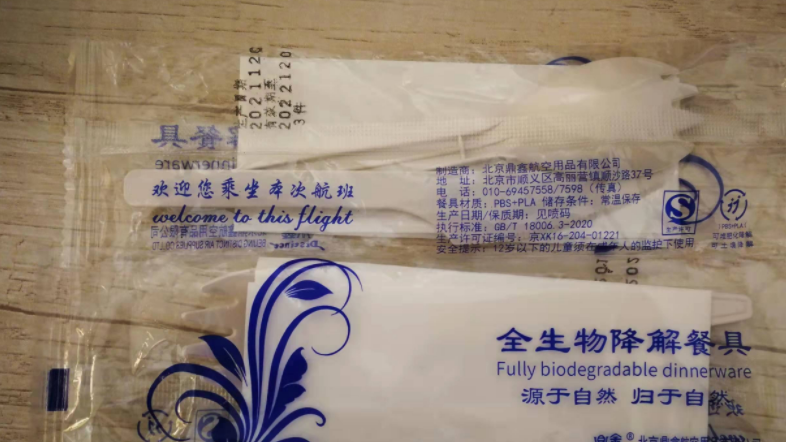 生产日期
有效期至
3件
欢迎您乘坐本次航班
welcome to this flight
制造商：北京鼎鑫航空用品有限公司
地 址：北京市顺义区高丽营镇顺沙路37号
电 话：010-69457558/7598（传真）
餐具材质：PBS+PLA 储存条件：常温保存
生产日期/保质期：见喷码
执行标准：GB/T 18006.3-2020
生产许可证编号：京XK16-204-01221
安全提示：12岁以下的儿童须在成年人的监护下使用
全生物降解餐具
Fully biodegradable dinnerware
源于自然 归于自然